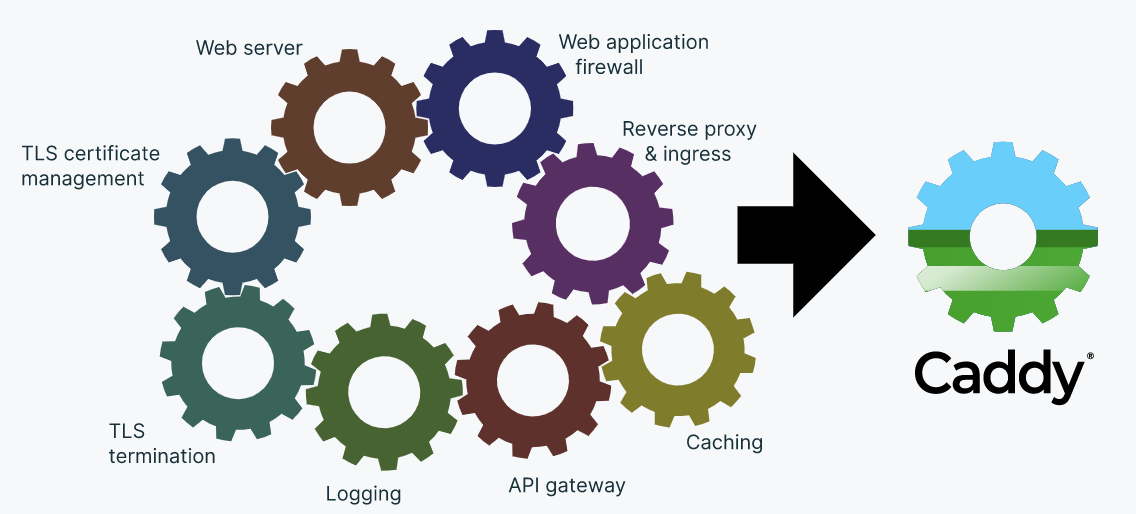 Web server
Web application
firewall
Reverse proxy
& ingress
TLS certificate
management
TLS
termination
Logging
API gateway
Caching
Caddy®